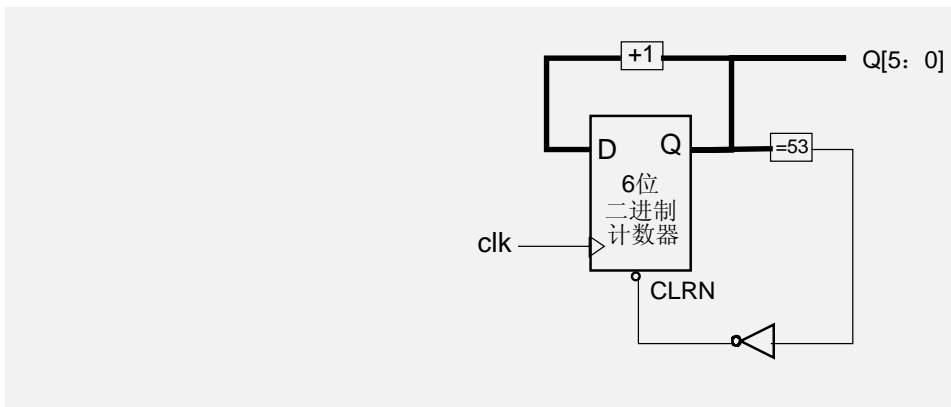 +1
Q[5：0]
D
Q
=53
6位
二进制
计数器
clk
CLRN